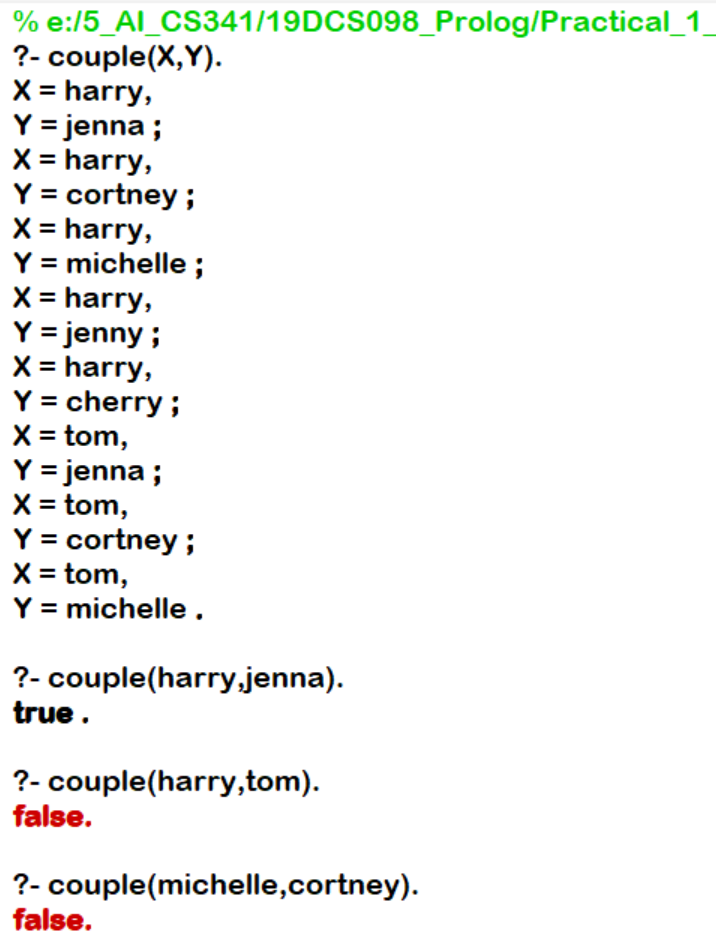 % e:/5_AI_CS341/19DCS098_Prolog/Practical_1_
?- couple(X,Y).
X = harry,
Y = jenna ;
X = harry,
Y = cortney ;
X = harry,
Y = michelle ;
X = harry,
Y = jenny ;
X = harry,
Y = cherry ;
X = tom,
Y = jenna ;
X = tom,
Y = cortney ;
X = tom,
Y = michelle .
?- couple(harry,jenna).
true .
?- couple(harry,tom).
false.
?- couple(michelle,cortney).
false.